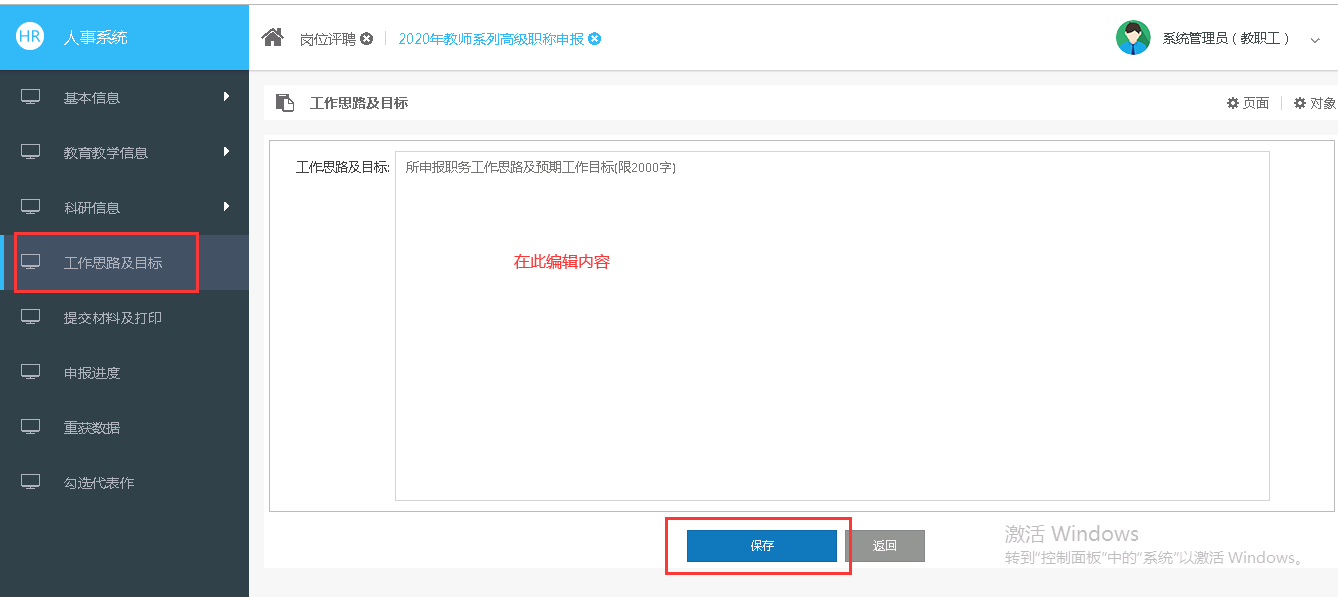 HR 人事系统
岗位评聘 2020年教师系列高级职称申报
系统管理员（教职工）
基本信息
教育教学信息
科研信息
工作思路及目标
提交材料及打印
申报进度
重获数据
勾选代表作
工作思路及目标
页面 对象
工作思路及目标: 所申报职务工作思路及预期工作目标(限2000字)
在此编辑内容
保存 返回
激活 Windows
转到“控制面板”中的“系统”以激活 Windows。